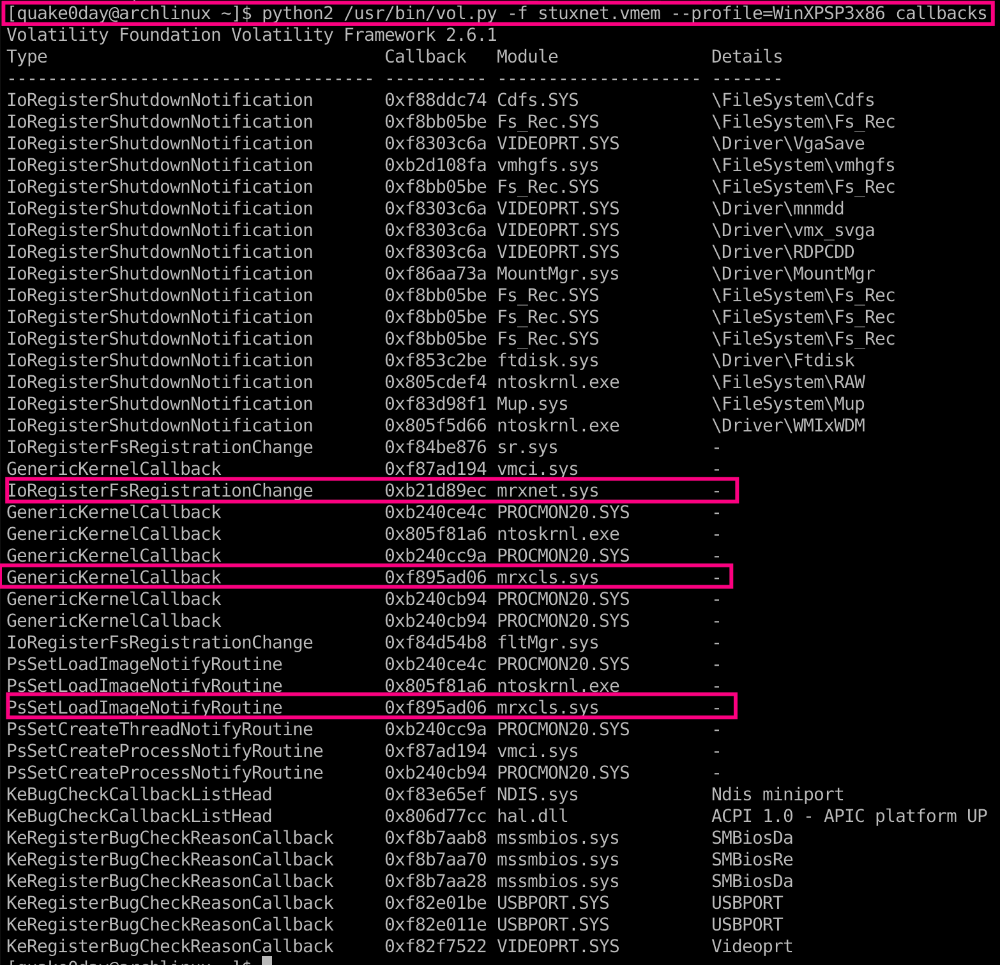 [quake0day@archlinux ~]$ python2 /usr/bin/vol.py -f stuxnet.vmem --profile=WinXPSP3x86 callbacks
Volatility Foundation Volatility Framework 2.6.1
Type                                 Callback   Module               Details
------------------------------------ ---------- -------------------- -------
IoRegisterShutdownNotification       0xf88ddc74 Cdfs.SYS             \FileSystem\Cdfs
IoRegisterShutdownNotification       0xf8bb05be Fs_Rec.SYS           \FileSystem\Fs_Rec
IoRegisterShutdownNotification       0xf8303c6a VIDEOPRT.SYS         \Driver\VgaSave
IoRegisterShutdownNotification       0xb2d108fa vmhgfs.sys           \FileSystem\vmhgfs
IoRegisterShutdownNotification       0xf8bb05be Fs_Rec.SYS           \FileSystem\Fs_Rec
IoRegisterShutdownNotification       0xf8303c6a VIDEOPRT.SYS         \Driver\mnmdd
IoRegisterShutdownNotification       0xf8303c6a VIDEOPRT.SYS         \Driver\vmx_svga
IoRegisterShutdownNotification       0xf8303c6a VIDEOPRT.SYS         \Driver\RDPCDD
IoRegisterShutdownNotification       0xf86aa73a MountMgr.sys         \Driver\MountMgr
IoRegisterShutdownNotification       0xf8bb05be Fs_Rec.SYS           \FileSystem\Fs_Rec
IoRegisterShutdownNotification       0xf8bb05be Fs_Rec.SYS           \FileSystem\Fs_Rec
IoRegisterShutdownNotification       0xf8bb05be Fs_Rec.SYS           \FileSystem\Fs_Rec
IoRegisterShutdownNotification       0xf853c2be ftdisk.sys           \Driver\Ftdisk
IoRegisterShutdownNotification       0x805cdef4 ntoskrnl.exe         \FileSystem\RAW
IoRegisterShutdownNotification       0xf83d98f1 Mup.sys              \FileSystem\Mup
IoRegisterShutdownNotification       0x805f5d66 ntoskrnl.exe         \Driver\WMIxWDM
IoRegisterFsRegistrationChange       0xf84be876 sr.sys               -
GenericKernelCallback                0xf87ad194 vmci.sys             -
IoRegisterFsRegistrationChange       0xb21d89ec mrxnet.sys           -
GenericKernelCallback                0xb240ce4c PROCMON20.SYS        -
GenericKernelCallback                0x805f81a6 ntoskrnl.exe         -
GenericKernelCallback                0xb240cc9a PROCMON20.SYS        -
GenericKernelCallback                0xf895ad06 mrxcls.sys           -
GenericKernelCallback                0xb240cb94 PROCMON20.SYS        -
GenericKernelCallback                0xb240cb94 PROCMON20.SYS        -
IoRegisterFsRegistrationChange       0xf84d54b8 fltMgr.sys           -
PsSetLoadImageNotifyRoutine          0xb240ce4c PROCMON20.SYS        -
PsSetLoadImageNotifyRoutine          0x805f81a6 ntoskrnl.exe         -
PsSetLoadImageNotifyRoutine          0xf895ad06 mrxcls.sys           -
PsSetCreateThreadNotifyRoutine       0xb240cc9a PROCMON20.SYS        -
PsSetCreateProcessNotifyRoutine      0xf87ad194 vmci.sys             -
PsSetCreateProcessNotifyRoutine      0xb240cb94 PROCMON20.SYS        -
KeBugCheckCallbackListHead           0xf83e65ef NDIS.sys             Ndis miniport
KeBugCheckCallbackListHead           0x806d77cc hal.dll              ACPI 1.0 - APIC platform UP
KeRegisterBugCheckReasonCallback     0xf8b7aab8 mssmbios.sys         SMBiosDa
KeRegisterBugCheckReasonCallback     0xf8b7aa70 mssmbios.sys         SMBiosRe
KeRegisterBugCheckReasonCallback     0xf8b7aa28 mssmbios.sys         SMBiosDa
KeRegisterBugCheckReasonCallback     0xf82e01be USBPORT.SYS          USBPORT
KeRegisterBugCheckReasonCallback     0xf82e011e USBPORT.SYS          USBPORT
KeRegisterBugCheckReasonCallback     0xf82f7522 VIDEOPRT.SYS         Videoprt
[quake0day@archlinux ~]$